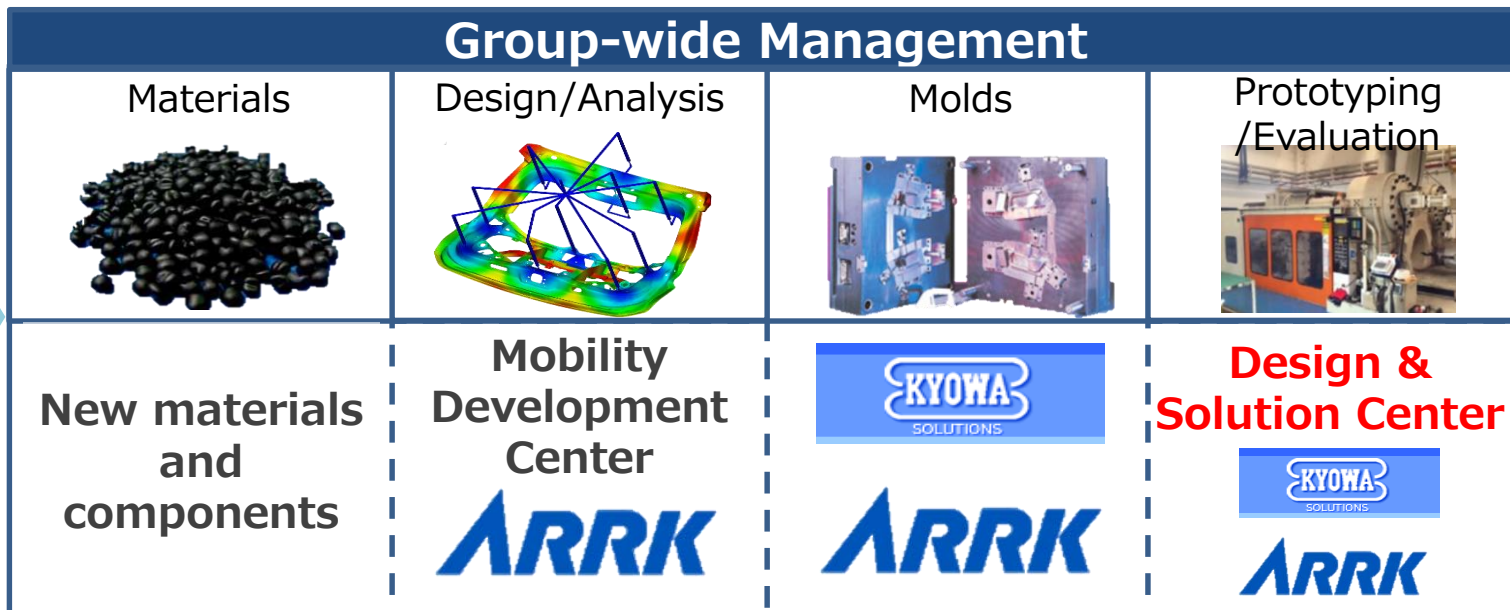 Group-wide Management
Materials
Design/Analysis
Molds
Prototyping
/Evaluation
New materials
and
components
Mobility
Development
Center
ARRK
KYOWA
SOLUTIONS
ARRK
Design &
Solution Center
KYOWA
SOLUTIONS
ARRK